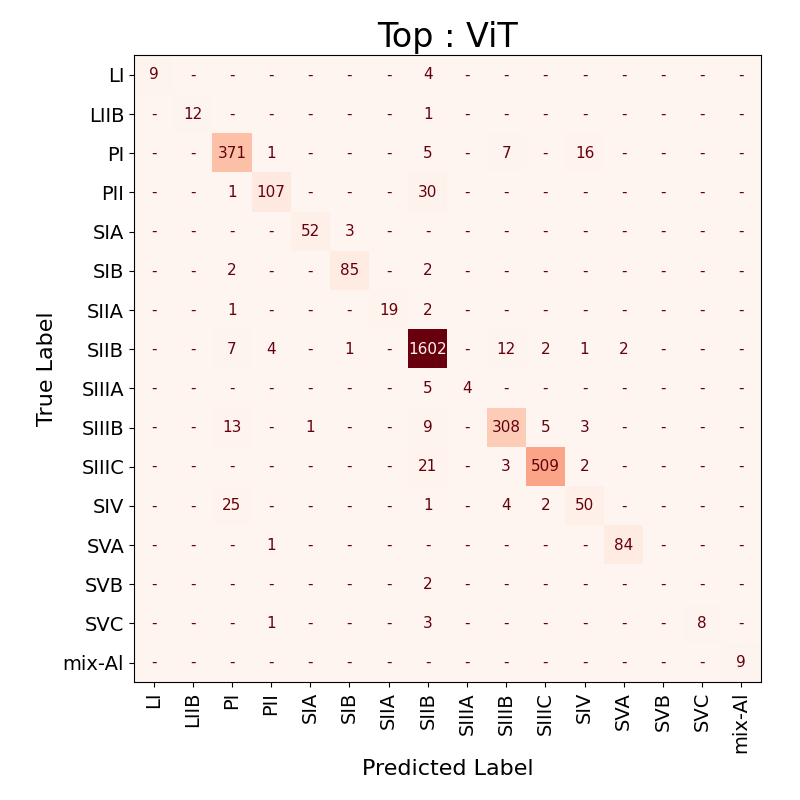 Top : ViT
LI 9 - - - - - - 4 - - - - - - - -
LIIB - 12 - - - - - 1 - - - - - - - -
PI - - 371 1 - - - 5 - 7 - 16 - - - -
PII - - 1 107 - - - 30 - - - - - - - -
SIA - - - - 52 3 - - - - - - - - - -
SIB - - 2 - - 85 - 2 - - - - - - - -
SIIA - - 1 - - - 19 2 - - - - - - - -
SIIB - - 7 4 - 1 - 1602 - 12 2 1 2 - - -
SIIIA - - - - - - - 5 4 - - - - - - -
SIIIB - - 13 - 1 - - 9 - 308 5 3 - - - -
SIIIC - - - - - - - 21 - 3 509 2 - - - -
SIV - - 25 - - - - 1 - 4 2 50 - - - -
SVA - - - 1 - - - - - - - - 84 - - -
SVB - - - - - - - 2 - - - - - - - -
SVC - - - 1 - - - 3 - - - - - - 8 -
mix-Al - - - - - - - - - - - - - - - 9
LI LIIB PI PII SIA SIB SIIA SIIB SIIIA SIIIB SIIIC SIV SVA SVB SVC mix-Al
True Label
Predicted Label